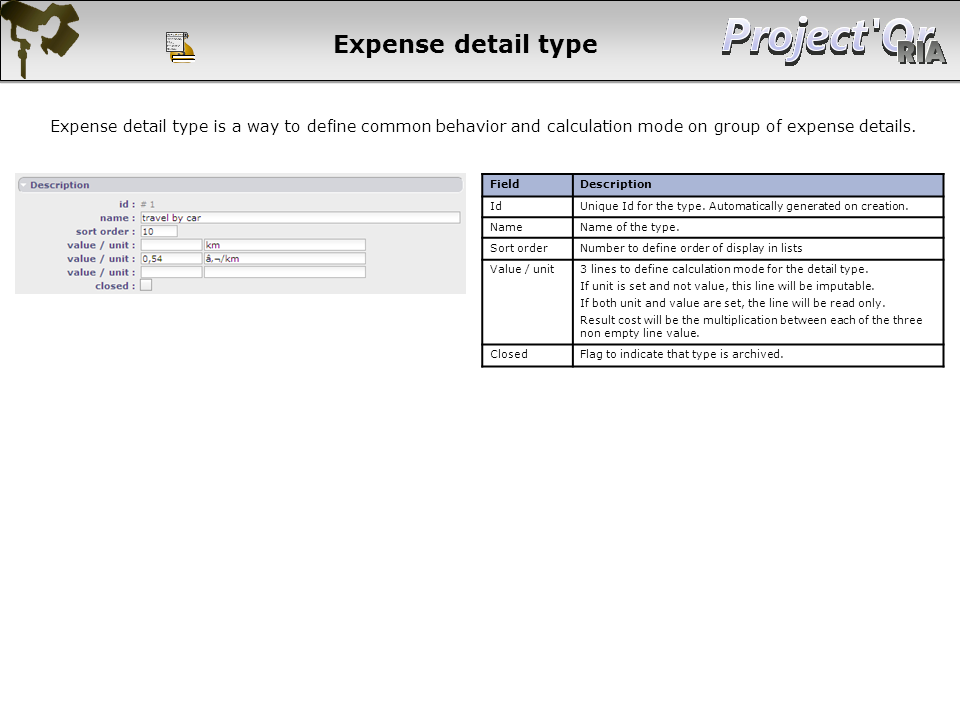 Expense detail type
Project'Or
RIA
Expense detail type is a way to define common behavior and calculation mode on group of expense details.
Description
id : # 1
name : travel by car
sort order : 10
value / unit : km
value / unit : 0,54 â‚¬/km
value / unit :
closed :
Field Description
Id Unique Id for the type. Automatically generated on creation.
Name Name of the type.
Sort order Number to define order of display in lists
Value / unit 3 lines to define calculation mode for the detail type.
If unit is set and not value, this line will be imputable.
If both unit and value are set, the line will be read only.
Result cost will be the multiplication between each of the three
non empty line value.
Closed Flag to indicate that type is archived.